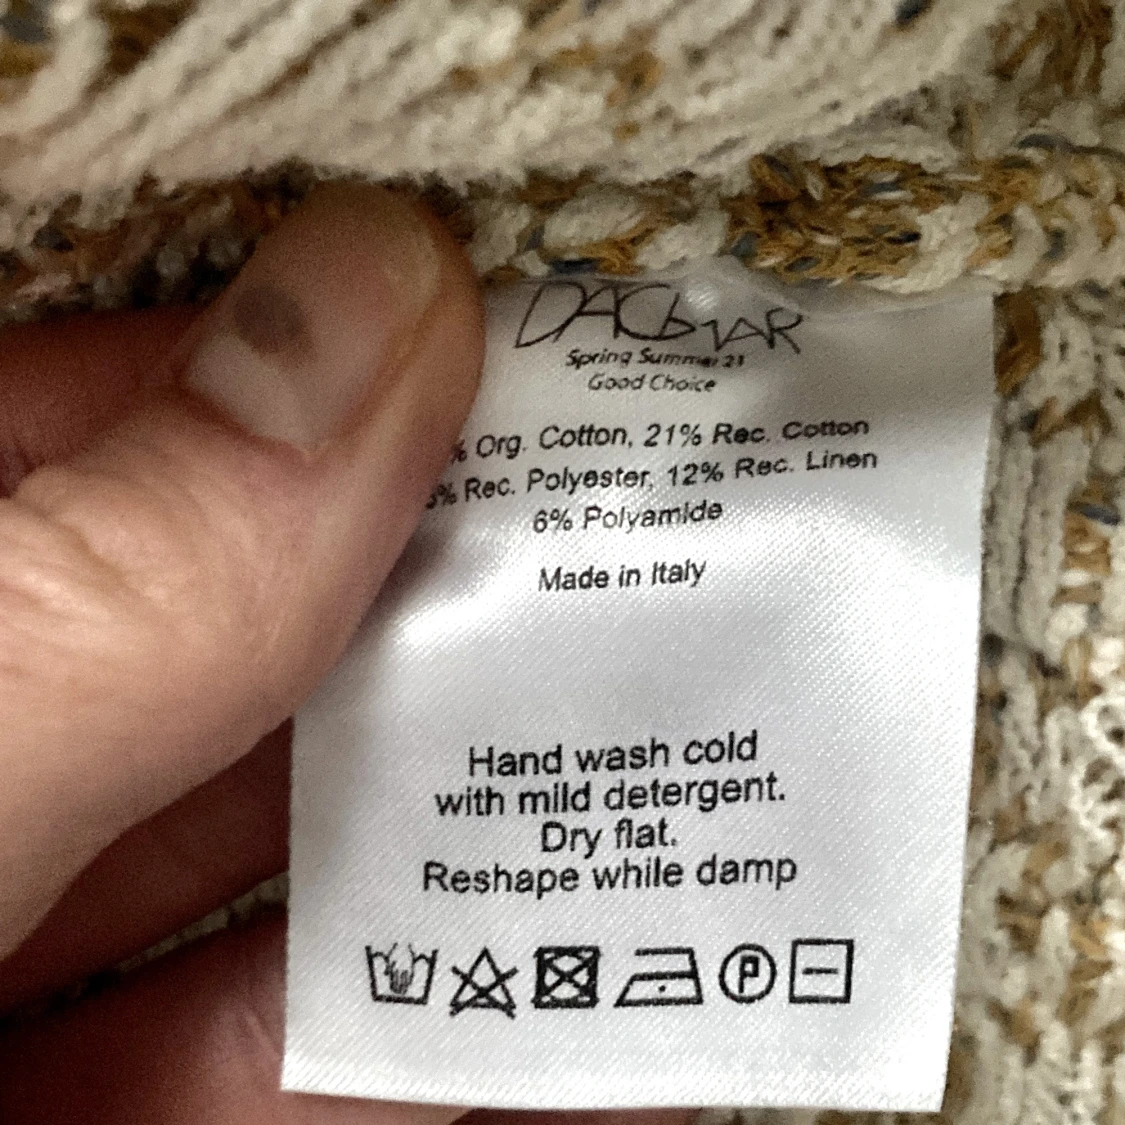 DAGMAR
Spring Summer 21
Good Choice
% Org. Cotton, 21% Rec. Cotton
% Rec. Polyester, 12% Rec. Linen
6% Polyamide
Made in Italy
Hand wash cold
with mild detergent.
Dry flat.
Reshape while damp
P